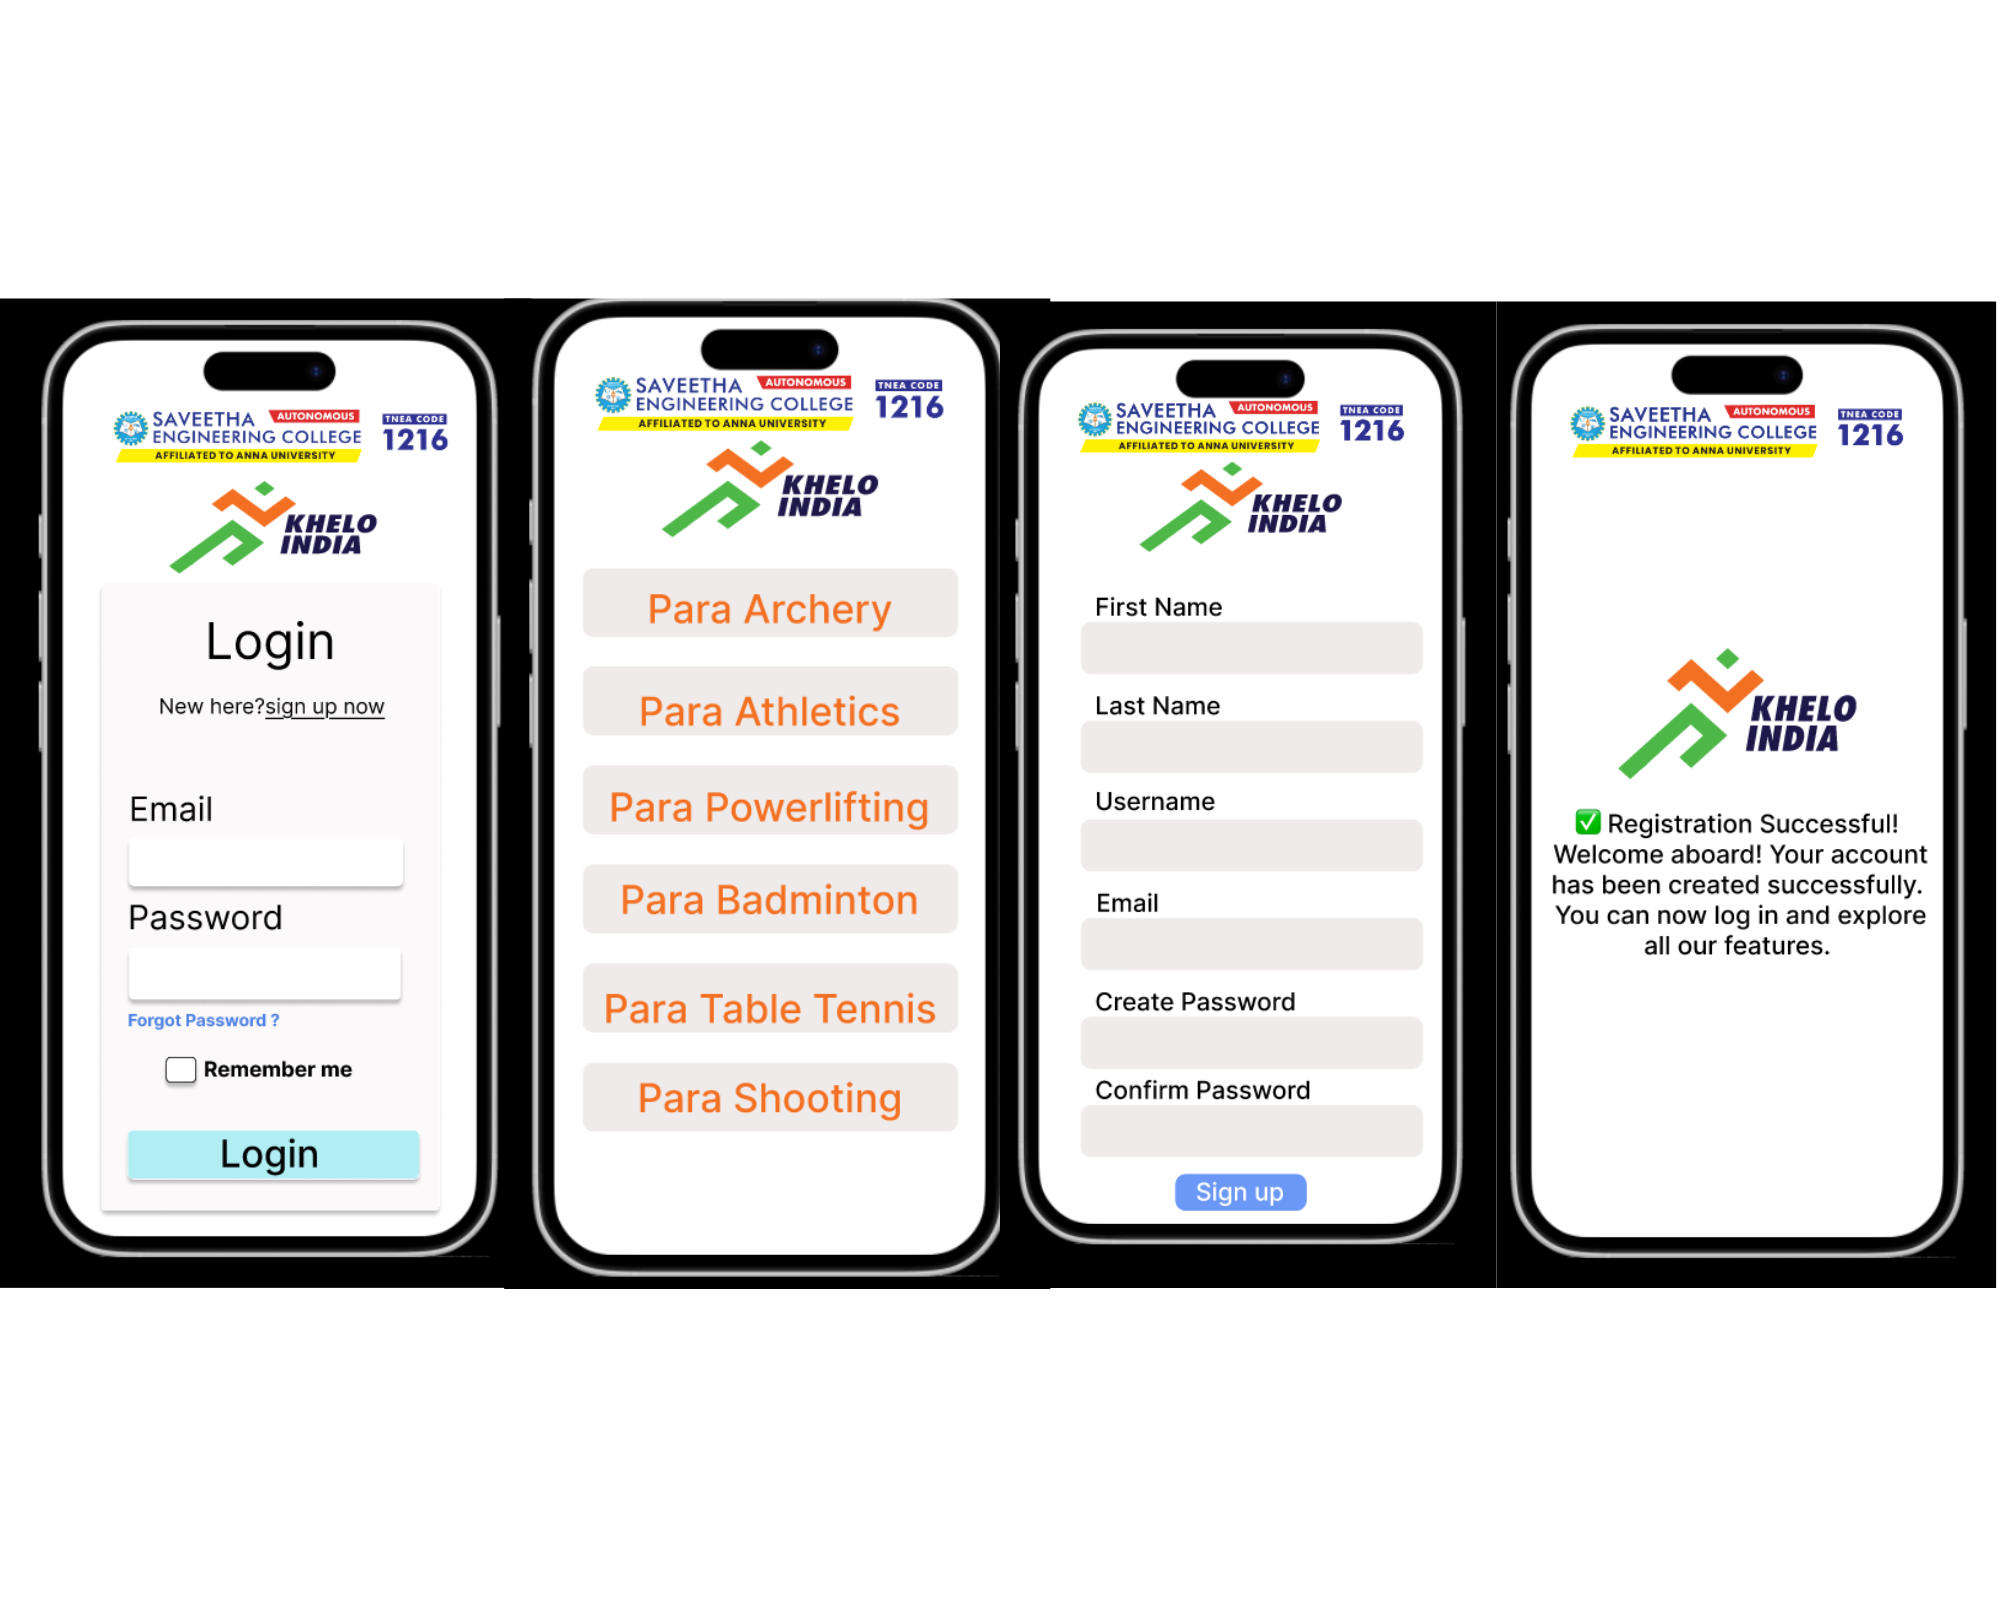 SAVEETHA AUTONOMOUS
ENGINEERING COLLEGE
AFFILIATED TO ANNA UNIVERSITY
TNEA CODE
1216
KHELO
INDIA
Login
New here?sign up now
Email
Password
Forgot Password ?
Remember me
Login
SAVEETHA AUTONOMOUS
ENGINEERING COLLEGE
AFFILIATED TO ANNA UNIVERSITY
TNEA CODE
1216
KHELO
INDIA
Para Archery
Para Athletics
Para Powerlifting
Para Badminton
Para Table Tennis
Para Shooting
SAVEETHA AUTONOMOUS
ENGINEERING COLLEGE
AFFILIATED TO ANNA UNIVERSITY
TNEA CODE
1216
KHELO
INDIA
First Name
Last Name
Username
Email
Create Password
Confirm Password
Sign up
SAVEETHA AUTONOMOUS
ENGINEERING COLLEGE
AFFILIATED TO ANNA UNIVERSITY
TNEA CODE
1216
KHELO
INDIA
✅ Registration Successful!
Welcome aboard! Your account
has been created successfully.
You can now log in and explore
all our features.